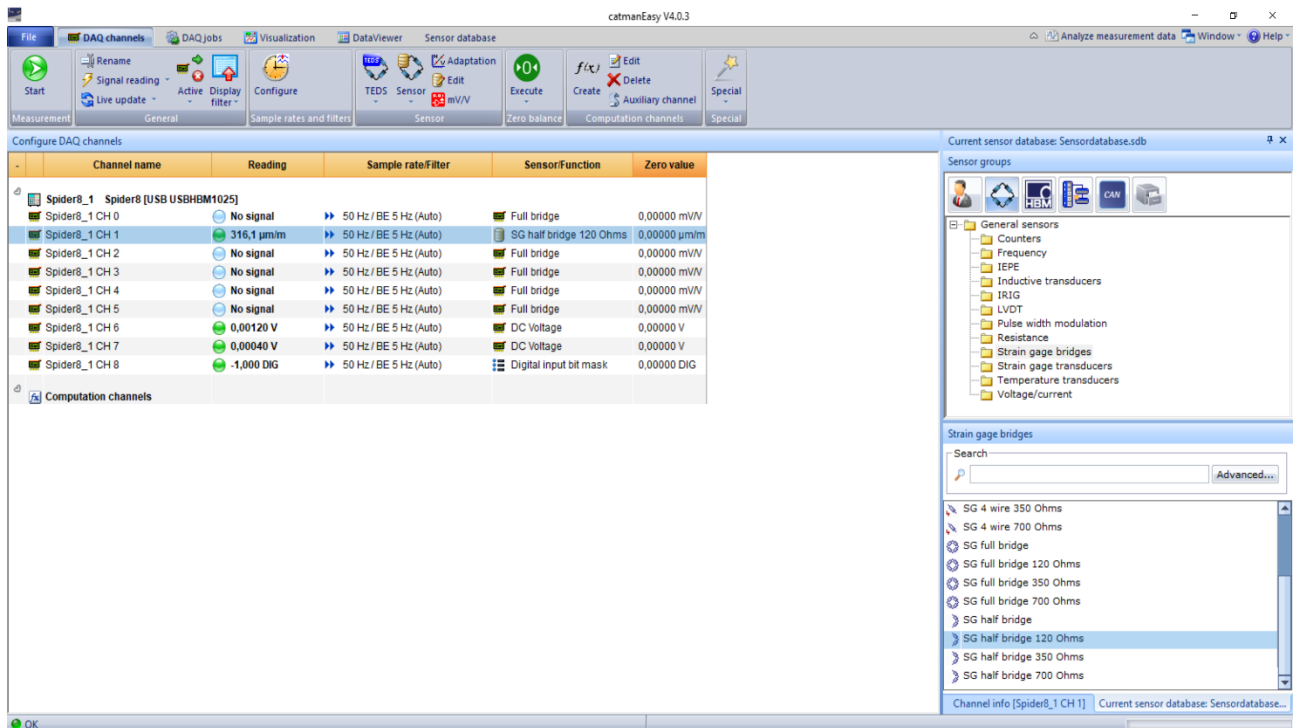 catmanEasy V4.0.3
File DAQ channels DAQ jobs Visualization DataViewer Sensor database Analyze measurement data Window Help
Start
Rename
Signal reading
Live update
Active Display filter
Configure
TEDS TEDS Sensor
Adaptation
Edit
mV/V
>0< Execute
f(x) Create
Edit
Delete
Auxiliary channel
Special
Measurement General Sample rates and filters Sensor Zero balance Computation channels Special
Configure DAQ channels
- Channel name Reading Sample rate/Filter Sensor/Function Zero value
Spider8_1 Spider8 [USB USBHBM1025]
Spider8_1 CH 0 No signal 50 Hz / BE 5 Hz (Auto) Full bridge 0,00000 mV/V
Spider8_1 CH 1 316,1 µm/m 50 Hz / BE 5 Hz (Auto) SG half bridge 120 Ohms 0,00000 µm/m
Spider8_1 CH 2 No signal 50 Hz / BE 5 Hz (Auto) Full bridge 0,00000 mV/V
Spider8_1 CH 3 No signal 50 Hz / BE 5 Hz (Auto) Full bridge 0,00000 mV/V
Spider8_1 CH 4 No signal 50 Hz / BE 5 Hz (Auto) Full bridge 0,00000 mV/V
Spider8_1 CH 5 No signal 50 Hz / BE 5 Hz (Auto) Full bridge 0,00000 mV/V
Spider8_1 CH 6 0,00120 V 50 Hz / BE 5 Hz (Auto) DC Voltage 0,00000 V
Spider8_1 CH 7 0,00040 V 50 Hz / BE 5 Hz (Auto) DC Voltage 0,00000 V
Spider8_1 CH 8 -1,000 DIG 50 Hz / BE 5 Hz (Auto) Digital input bit mask 0,00000 DIG
fx Computation channels
Current sensor database: Sensordatabase.sdb
Sensor groups
HBM CAN
General sensors
Counters
Frequency
IEPE
Inductive transducers
IRIG
LVDT
Pulse width modulation
Resistance
Strain gage bridges
Strain gage transducers
Temperature transducers
Voltage/current
Strain gage bridges
Search
Advanced...
SG 4 wire 350 Ohms
SG 4 wire 700 Ohms
SG full bridge
SG full bridge 120 Ohms
SG full bridge 350 Ohms
SG full bridge 700 Ohms
SG half bridge
SG half bridge 120 Ohms
SG half bridge 350 Ohms
SG half bridge 700 Ohms
Channel info [Spider8_1 CH 1] Current sensor database: Sensordatabase...
OK